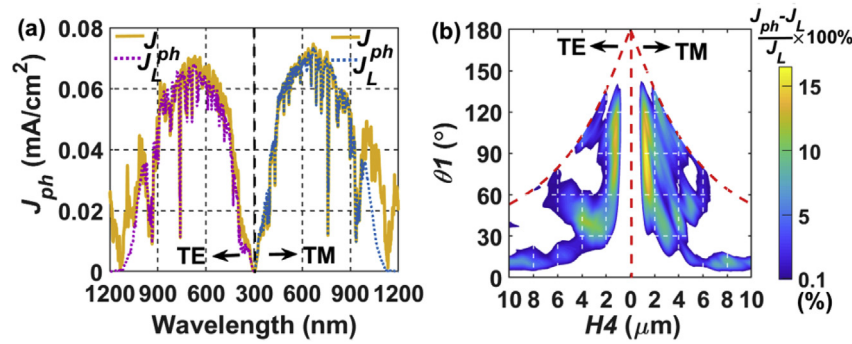 (a)
J_ph
J_L
J_ph
J_L
J_ph (mA/cm²)
0.08
0.06
0.04
0.02
0
TE
TM
1200 900 600 300 600 900 1200
Wavelength (nm)
(b)
TE
TM
θ1 (°)
180
150
120
90
60
30
0
10 8 6 4 2 0 2 4 6 8 10
H4 (μm)
J_ph-J_L
J_L
×100%
15
10
5
0.1
(%)